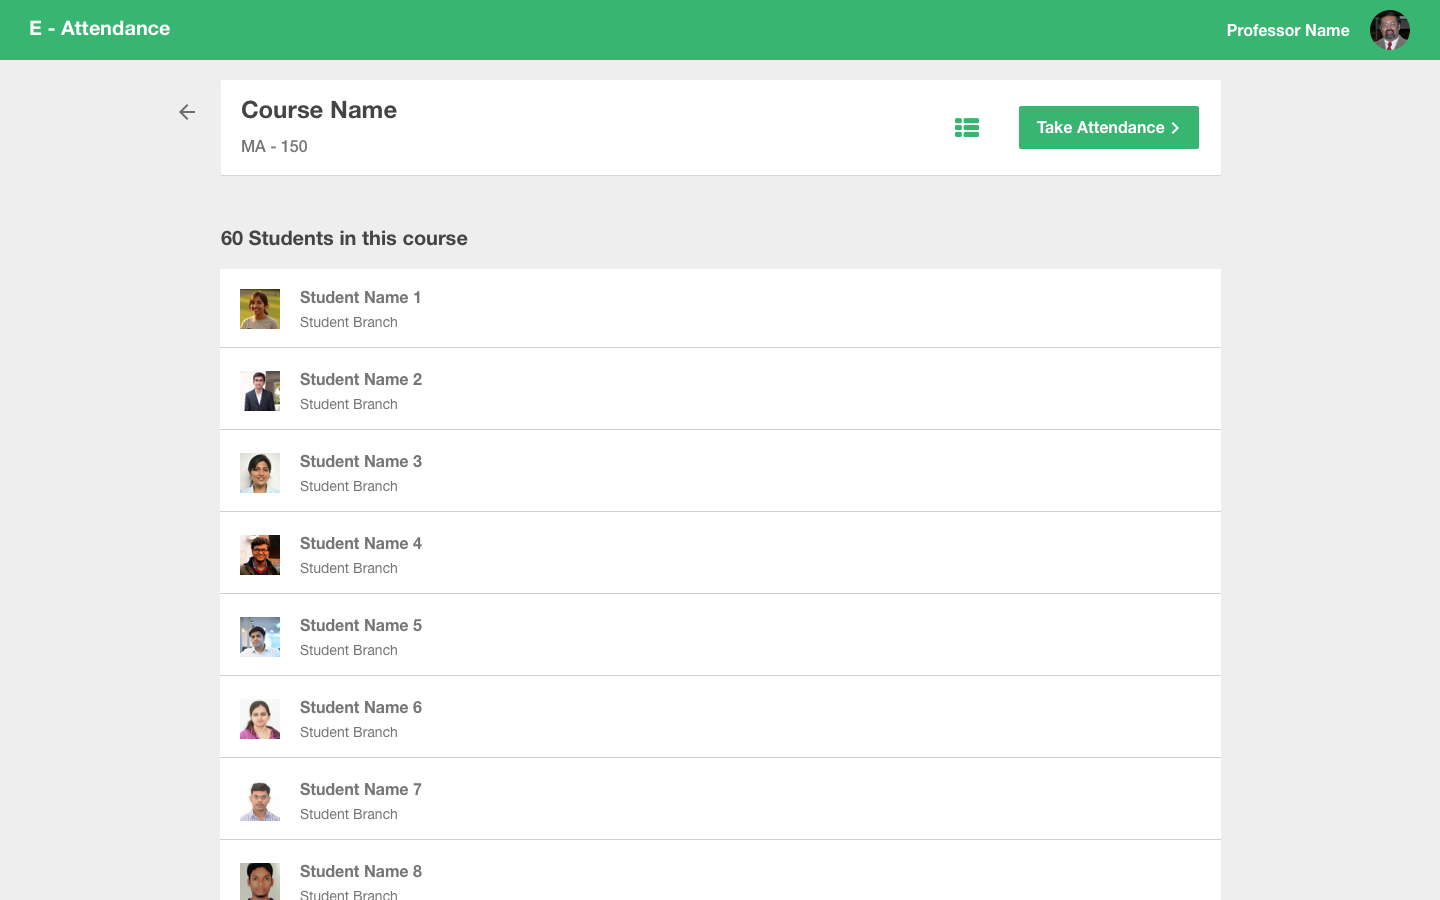 E - Attendance
Professor Name
Course Name
MA - 150
Take Attendance
60 Students in this course
Student Name 1
Student Branch
Student Name 2
Student Branch
Student Name 3
Student Branch
Student Name 4
Student Branch
Student Name 5
Student Branch
Student Name 6
Student Branch
Student Name 7
Student Branch
Student Name 8
Student Branch